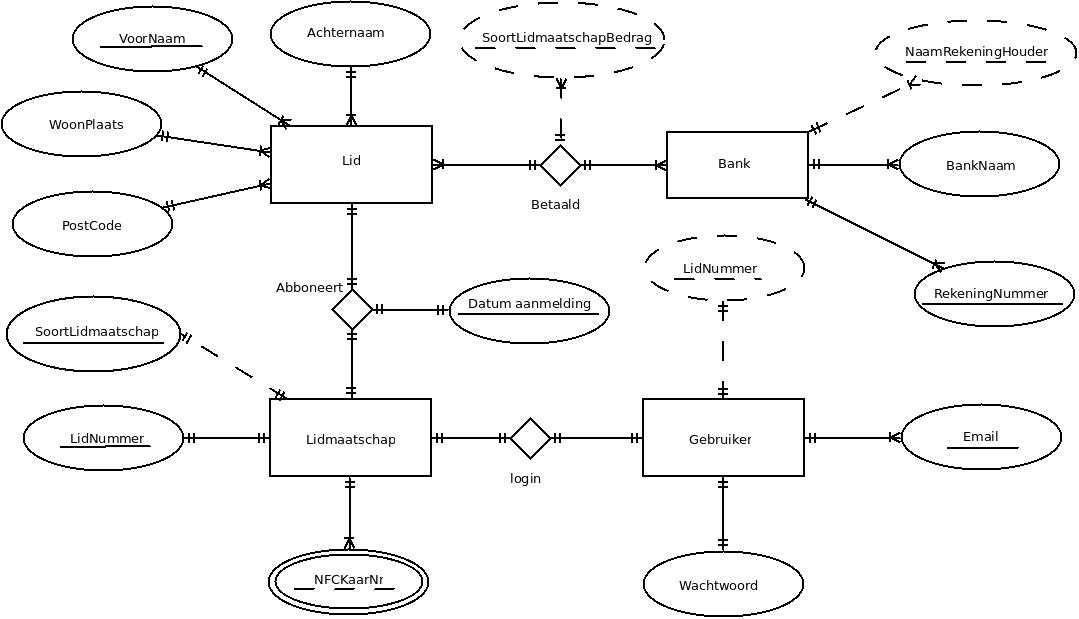 VoorNaam
Achternaam
SoortLidmaatschapBedrag
NaamRekeningHouder
WoonPlaats
Lid
Bank
BankNaam
Betaald
PostCode
LidNummer
Abboneert
Datum aanmelding
RekeningNummer
SoortLidmaatschap
LidNummer
Lidmaatschap
Gebruiker
Email
login
NFCKaarNr
Wachtwoord